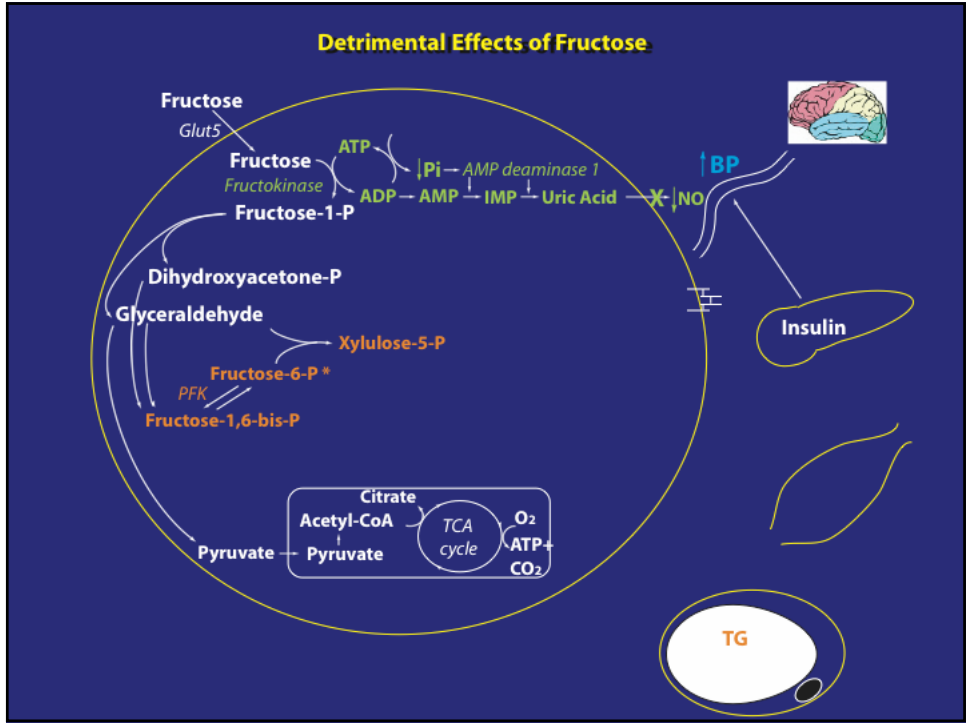 Detrimental Effects of Fructose
Fructose
Glut5
Fructose
Fructokinase
ATP
↓Pi → AMP deaminase 1
ADP → AMP → IMP → Uric Acid → X ↓NO
↑BP
Fructose-1-P
Dihydroxyacetone-P
Glyceraldehyde
Insulin
Xylulose-5-P
Fructose-6-P *
PFK
Fructose-1,6-bis-P
Citrate
Acetyl-CoA
TCA
cycle
O₂
ATP+
CO₂
Pyruvate → Pyruvate
TG